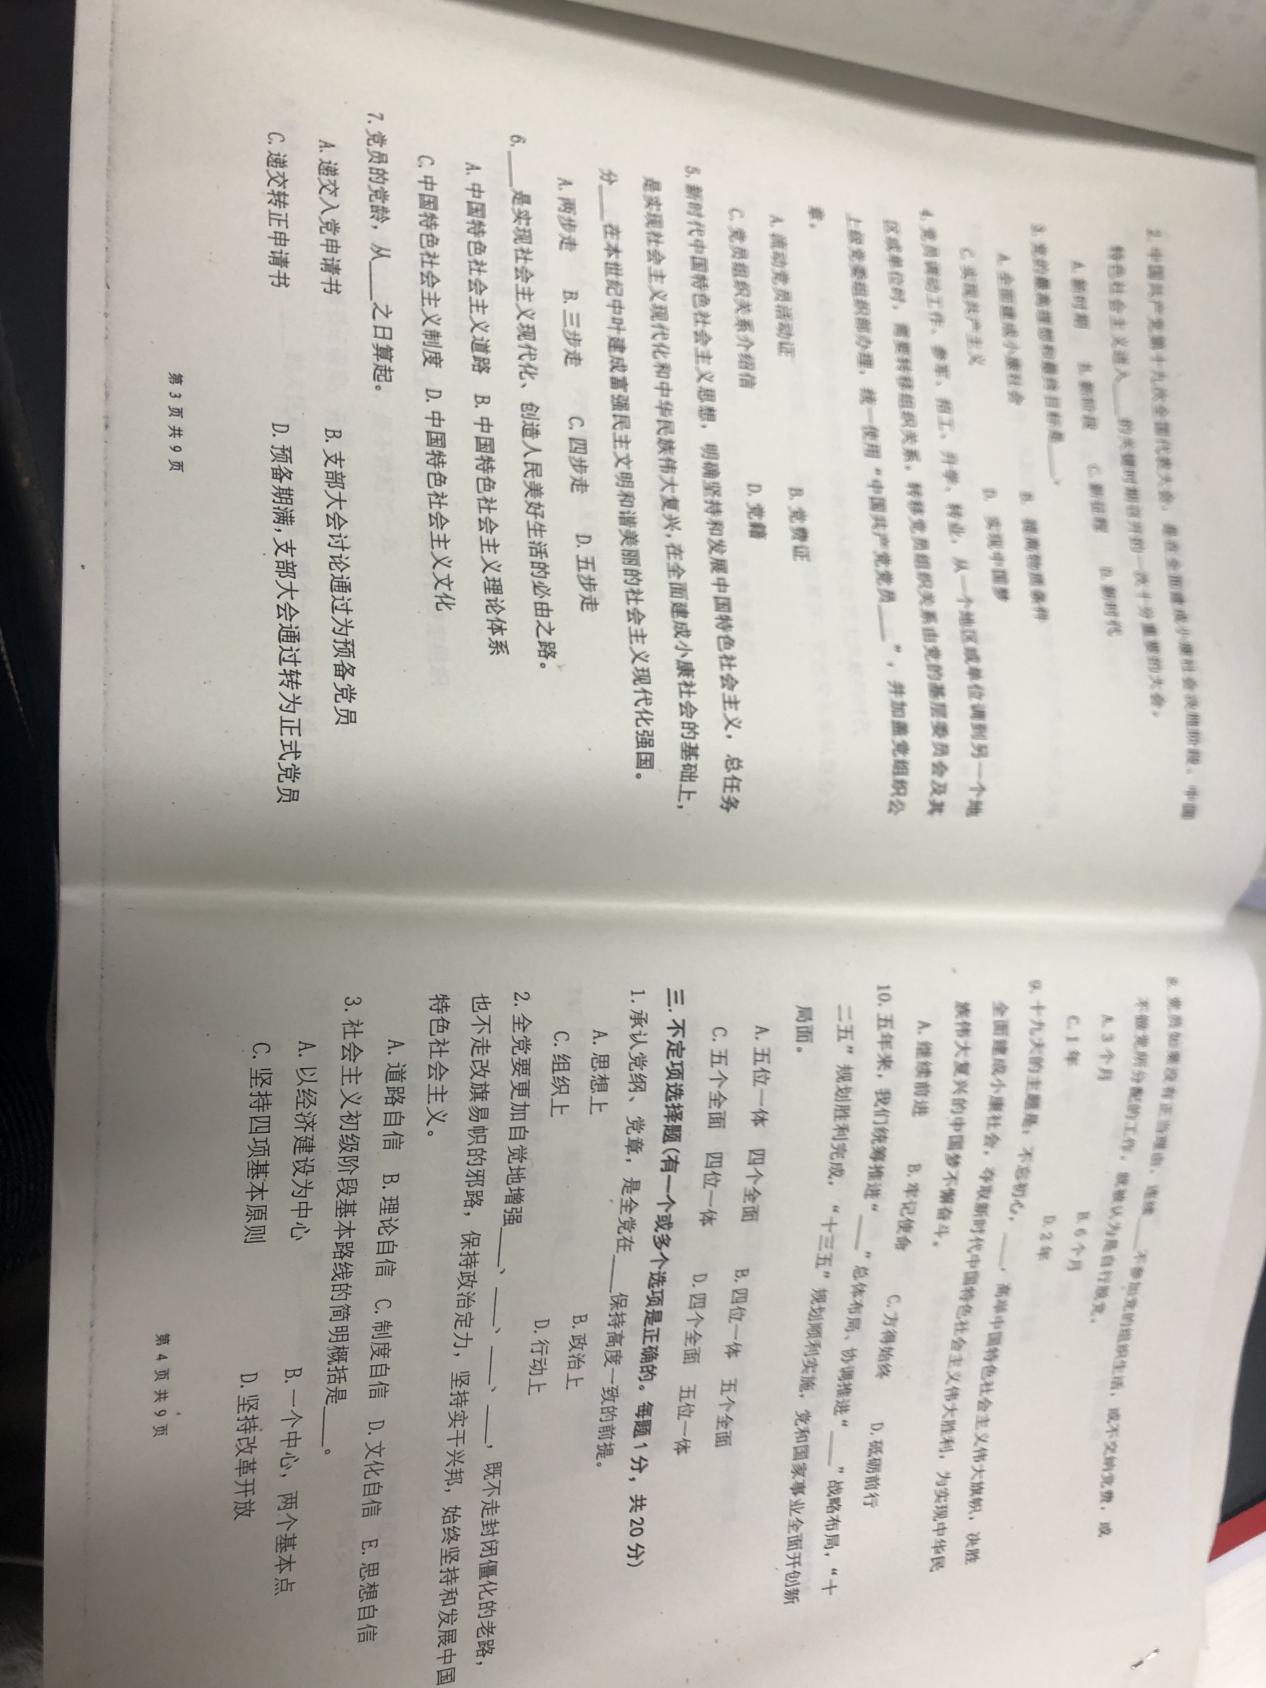 2. 中国共产党第十九次全国代表大会，是在全面建成小康社会决胜阶段、中国
特色社会主义进入____的关键时期召开的一次十分重要的大会。
A. 新时期 B. 新阶段 C. 新征程 D. 新时代
3. 党的最高理想和最终目标是____。
A. 全面建成小康社会 B. 提高物质条件
C. 实现共产主义 D. 实现中国梦
4. 党员调动工作、参军、招工、升学、转业，从一个地区或单位调到另一个地
区或单位时，需要转移组织关系，转移党员组织关系由党的基层委员会及其
上级党委组织部办理，统一使用“中国共产党党员____”，并加盖党组织公
章。
A. 流动党员活动证 B. 党费证
C. 党员组织关系介绍信 D. 党籍
5. 新时代中国特色社会主义思想，明确坚持和发展中国特色社会主义，总任务
是实现社会主义现代化和中华民族伟大复兴，在全面建成小康社会的基础上，
分____在本世纪中叶建成富强民主文明和谐美丽的社会主义现代化强国。
A. 两步走 B. 三步走 C. 四步走 D. 五步走
6. ____是实现社会主义现代化、创造人民美好生活的必由之路。
A. 中国特色社会主义道路 B. 中国特色社会主义理论体系
C. 中国特色社会主义制度 D. 中国特色社会主义文化
7. 党员的党龄，从____之日算起。
A. 递交入党申请书 B. 支部大会讨论通过为预备党员
C. 递交转正申请书 D. 预备期满，支部大会通过转为正式党员
第 3 页 共 9 页
8. 党员如果没有正当理由，连续____不参加党的组织生活，或不交纳党费，或
不做党所分配的工作，就被认为是自行脱党。
A. 3 个月 B. 6 个月
C. 1 年 D. 2 年
9. 十九大的主题是：不忘初心，____，高举中国特色社会主义伟大旗帜，决胜
全面建成小康社会，夺取新时代中国特色社会主义伟大胜利，为实现中华民
族伟大复兴的中国梦不懈奋斗。
A. 继续前进 B. 牢记使命 C. 方得始终 D. 砥砺前行
10. 五年来，我们统筹推进“____”总体布局、协调推进“____”战略布局，“十
二五”规划胜利完成，“十三五”规划顺利实施，党和国家事业全面开创新
局面。
A. 五位一体 四个全面 B. 四位一体 五个全面
C. 五个全面 四位一体 D. 四个全面 五位一体
三. 不定项选择题（有一个或多个选项是正确的。每题 1 分，共 20 分）
1. 承认党纲、党章，是全党在____保持高度一致的前提。
A. 思想上 B. 政治上
C. 组织上 D. 行动上
2. 全党要更加自觉地增强____、____、____、____，既不走封闭僵化的老路，
也不走改旗易帜的邪路，保持政治定力，坚持实干兴邦，始终坚持和发展中国
特色社会主义。
A. 道路自信 B. 理论自信 C. 制度自信 D. 文化自信 E. 思想自信
3. 社会主义初级阶段基本路线的简明概括是____。
A. 以经济建设为中心 B. 一个中心，两个基本点
C. 坚持四项基本原则 D. 坚持改革开放
第 4 页 共 9 页